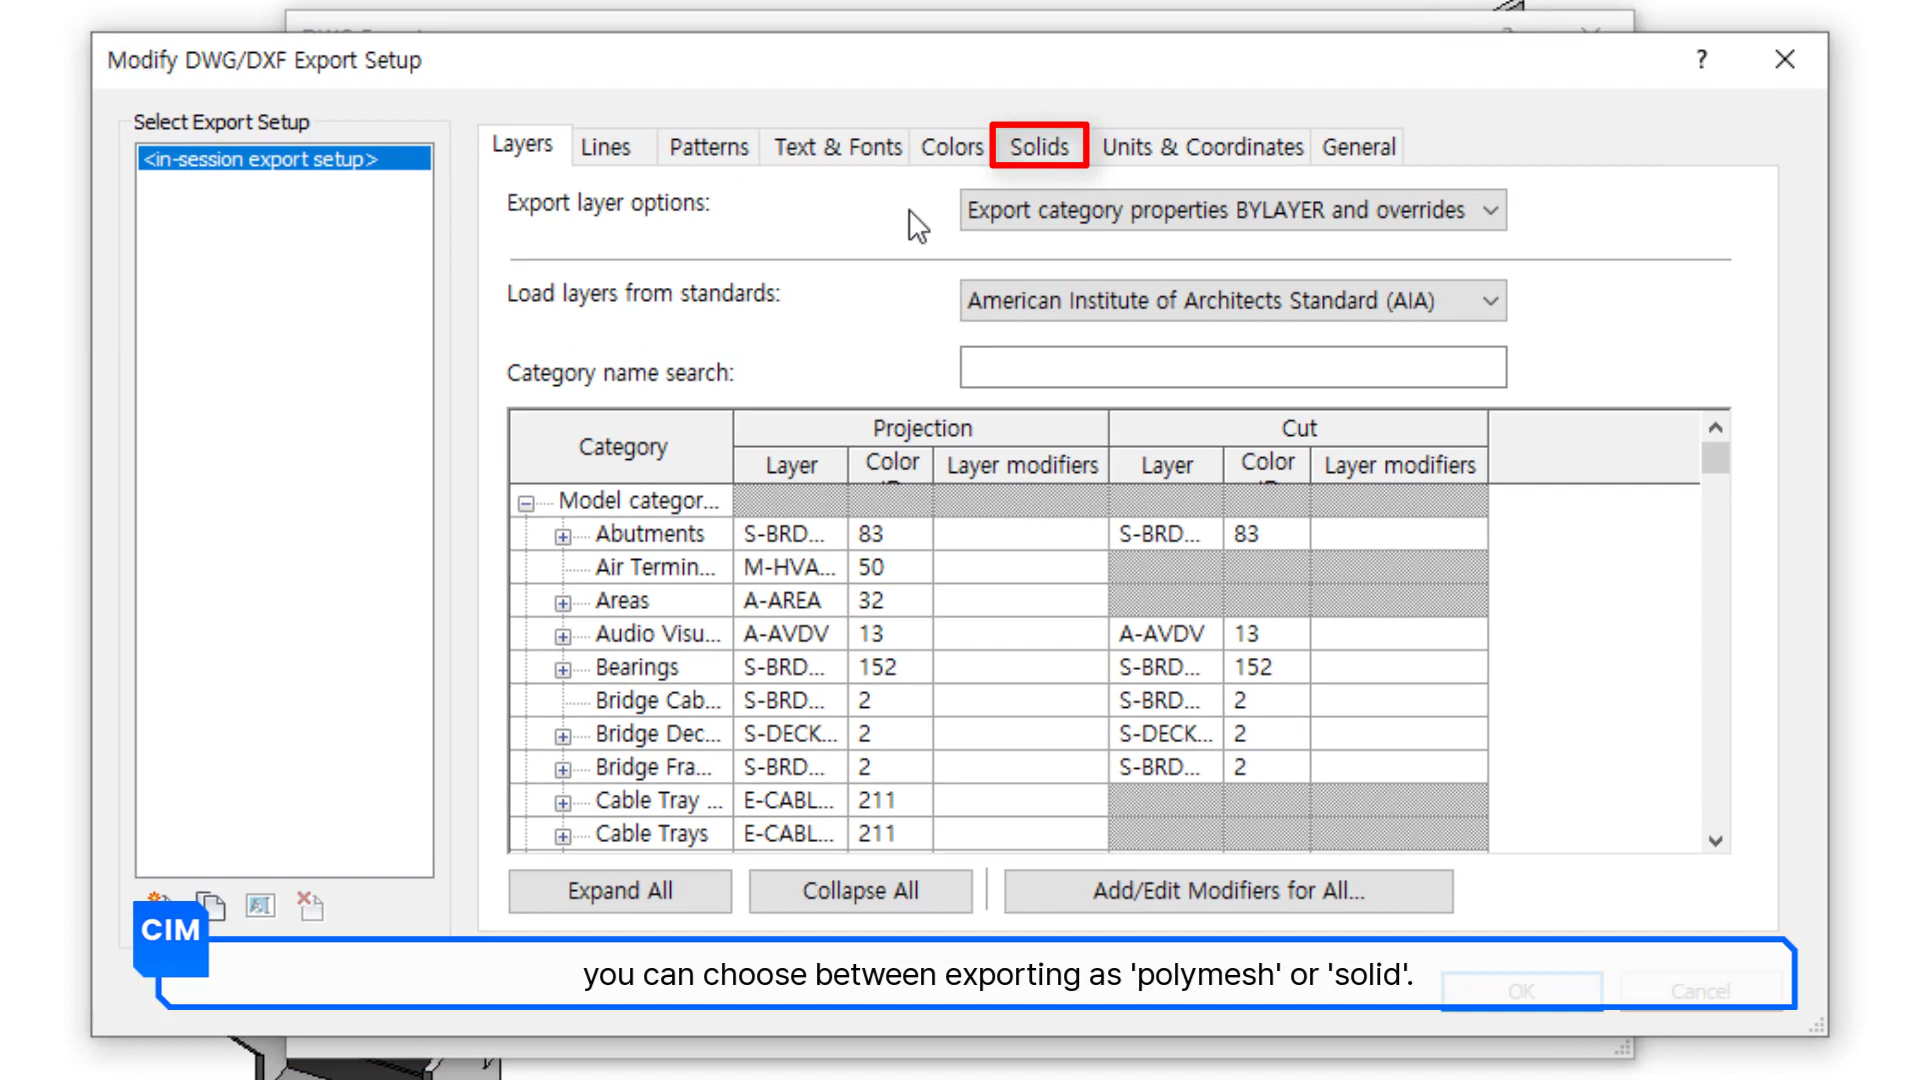 Modify DWG/DXF Export Setup
?
Select Export Setup
<in-session export setup>
Layers
Lines
Patterns
Text & Fonts
Colors
Solids
Units & Coordinates
General
Export layer options:
Export category properties BYLAYER and overrides
Load layers from standards:
American Institute of Architects Standard (AIA)
Category name search:
Category
Projection
Cut
Layer
Color
Layer modifiers
Layer
Color
Layer modifiers
Model categor...
Abutments S-BRD... 83 S-BRD... 83
Air Termin... M-HVA... 50
Areas A-AREA 32
Audio Visu... A-AVDV 13 A-AVDV 13
Bearings S-BRD... 152 S-BRD... 152
Bridge Cab... S-BRD... 2 S-BRD... 2
Bridge Dec... S-DECK... 2 S-DECK... 2
Bridge Fra... S-BRD... 2 S-BRD... 2
Cable Tray ... E-CABL... 211
Cable Trays E-CABL... 211
Expand All
Collapse All
Add/Edit Modifiers for All...
CIM
you can choose between exporting as 'polymesh' or 'solid'.
OK
Cancel